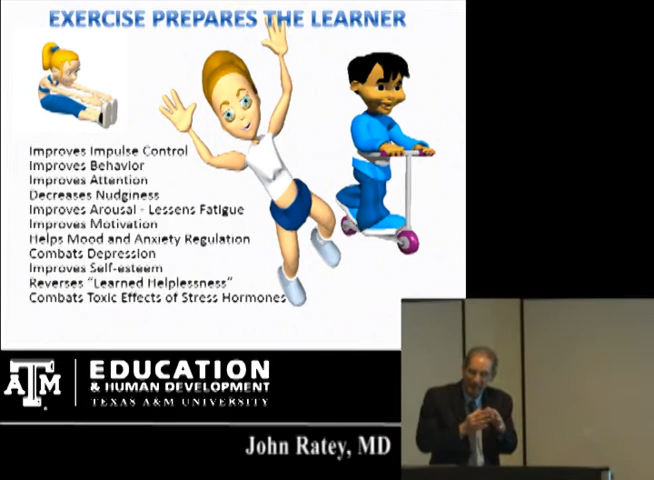 EXERCISE PREPARES THE LEARNER
Improves Impulse Control
Improves Behavior
Improves Attention
Decreases Nudginess
Improves Arousal - Lessens Fatigue
Improves Motivation
Helps Mood and Anxiety Regulation
Combats Depression
Improves Self-esteem
Reverses "Learned Helplessness"
Combats Toxic Effects of Stress Hormones
ATM
EDUCATION
& HUMAN DEVELOPMENT
TEXAS A&M UNIVERSITY
John Ratey, MD